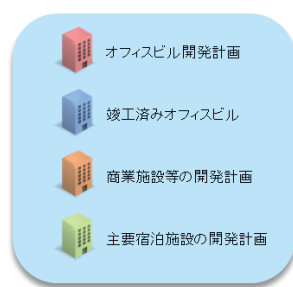 オフィスビル開発計画
竣工済みオフィスビル
商業施設等の開発計画
主要宿泊施設の開発計画